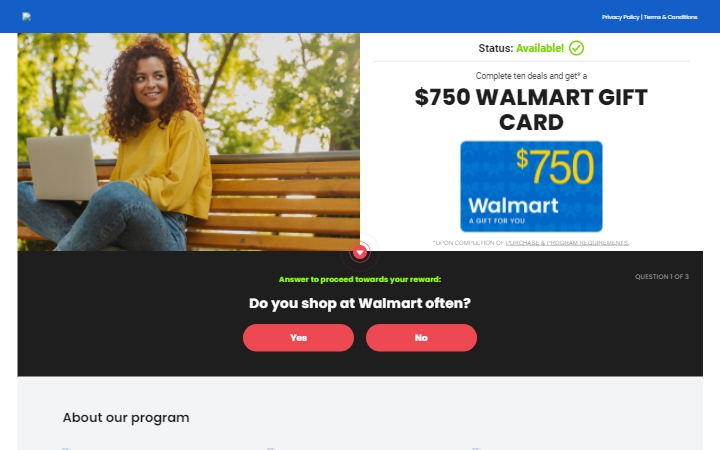 Privacy Policy | Terms & Conditions
Status: Available!
Complete ten deals and get* a
$750 WALMART GIFT
CARD
$750
Walmart
A GIFT FOR YOU
*UPON COMPLETION OF PURCHASE & PROGRAM REQUIREMENTS.
QUESTION 1 OF 3
Answer to proceed towards your reward:
Do you shop at Walmart often?
Yes No
About our program